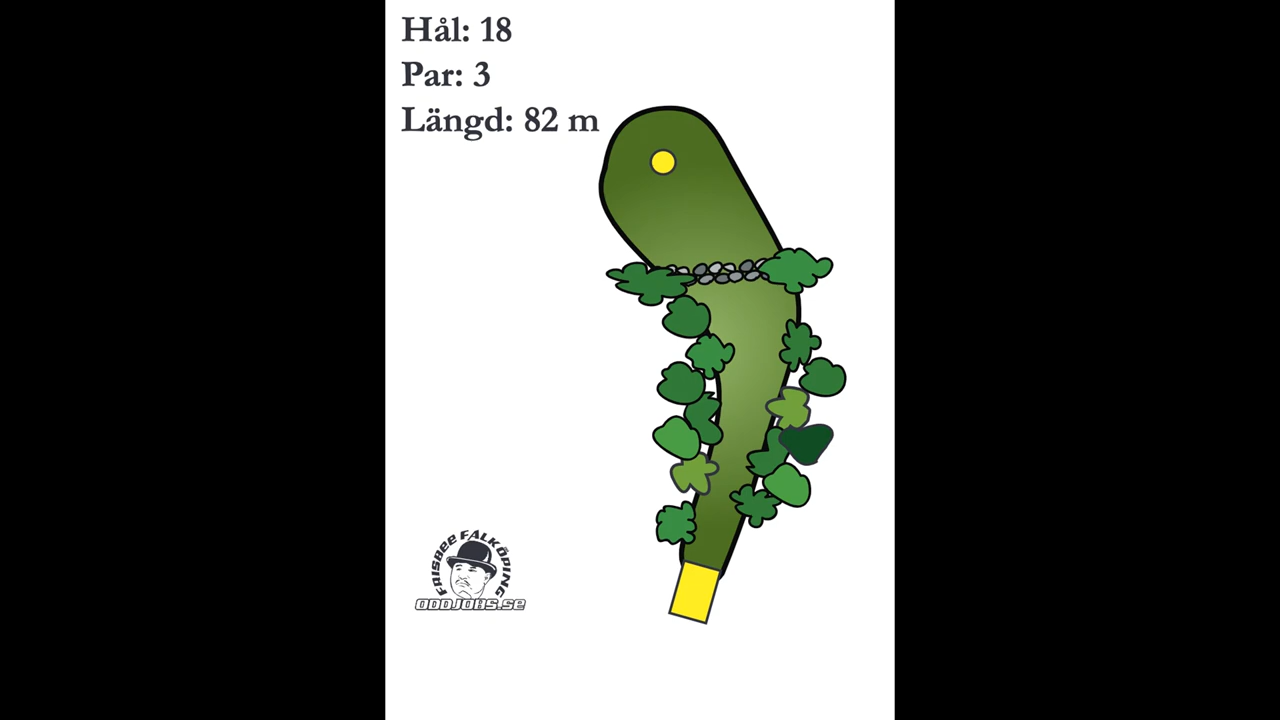 Hål: 18
Par: 3
Längd: 82 m
FRISBEE FALKÖPING
ODDJOBS.SE